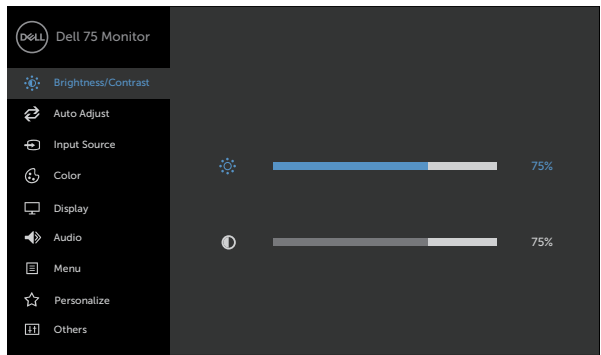 DELL Dell 75 Monitor
Brightness/Contrast
Auto Adjust
Input Source
Color
75%
Display
Audio
75%
Menu
Personalize
Others